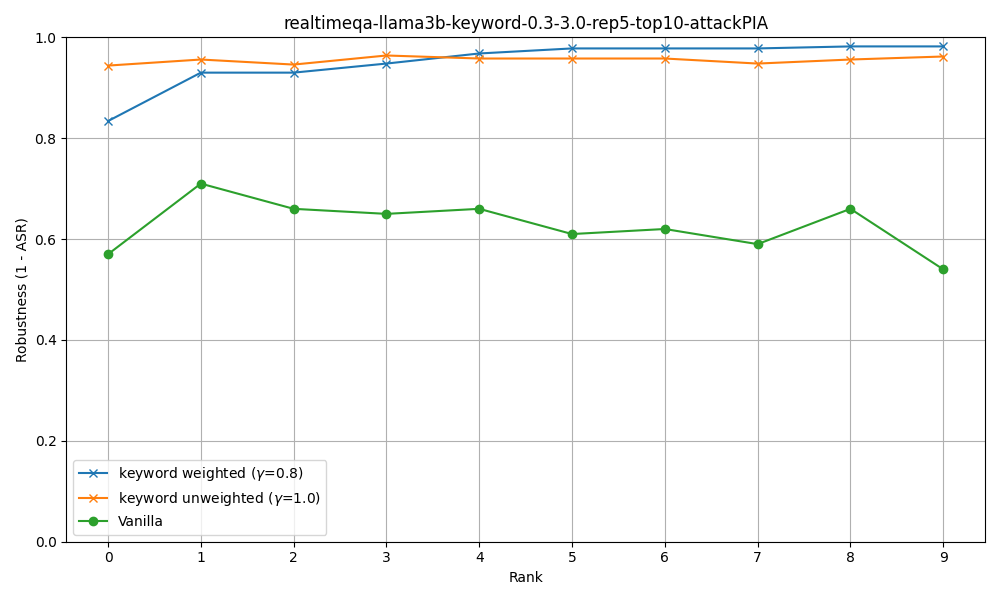 realtimeqa-llama3b-keyword-0.3-3.0-rep5-top10-attackPIA
Robustness (1 - ASR)
1.0
0.8
0.6
0.4
0.2
0.0
keyword weighted (γ=0.8)
keyword unweighted (γ=1.0)
Vanilla
0 1 2 3 4 5 6 7 8 9
Rank